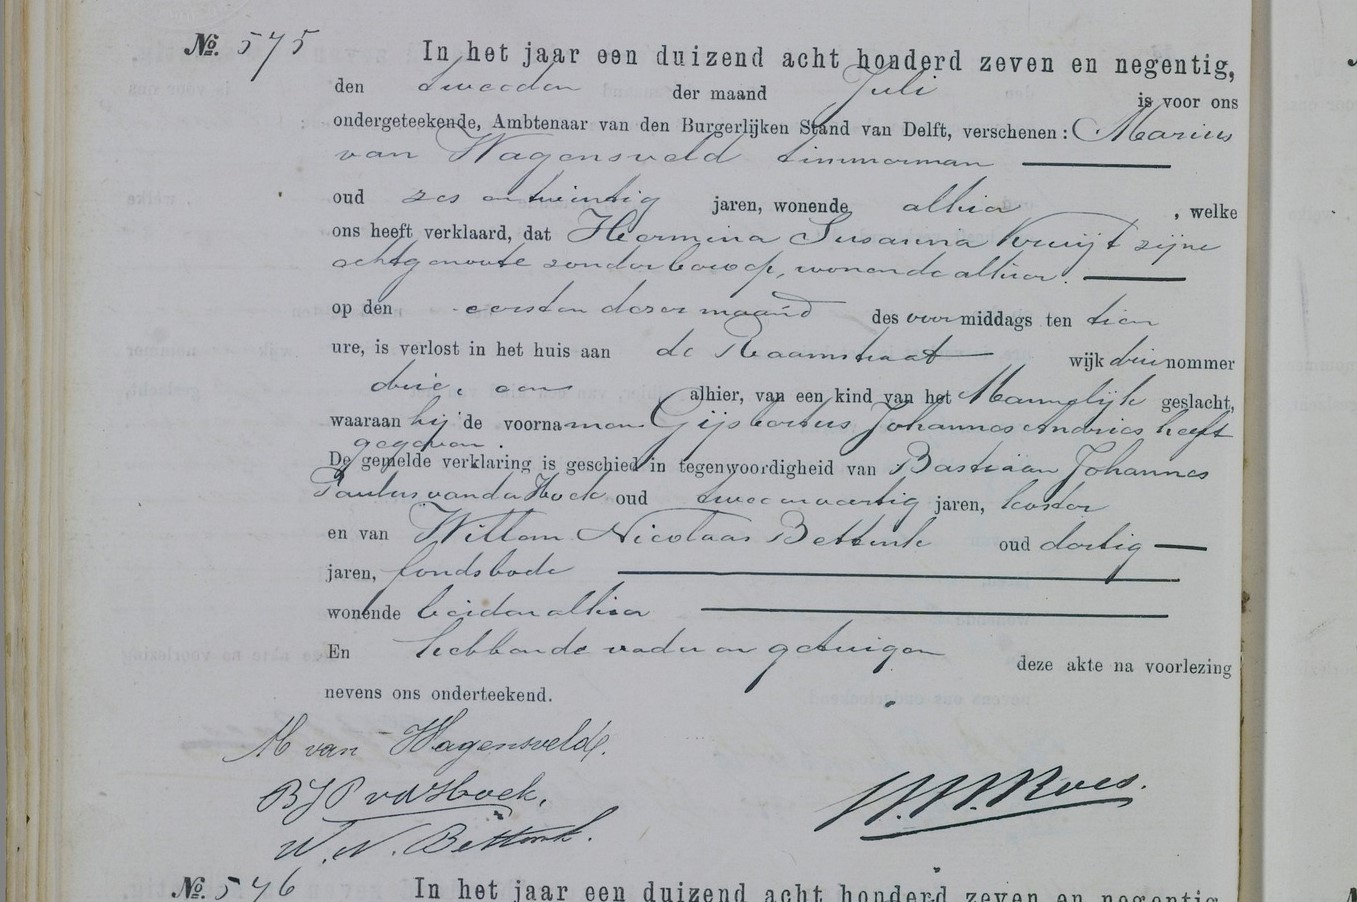 No. 575 In het jaar een duizend acht honderd zeven en negentig,
den tweeden der maand Juli is voor ons
ondergeteekende, Ambtenaar van den Burgerlijken Stand van Delft, verschenen: Marius
van Wagensveld timmerman
oud zes en twintig jaren, wonende alhier, welke
ons heeft verklaard, dat Hermina Susanna Kruijt zijne
echtgenoote zonder beroep, wonende alhier.
op den eersten dezer maand des voormiddags ten tien
ure, is verlost in het huis aan de Raamstraat wijk drie nommer
drie, een alhier, van een kind van het Mannelijk geslacht,
waaraan hij de voornamen Gijsbertus Johannes Andries heeft
gegeven.
De gemelde verklaring is geschied in tegenwoordigheid van Bastiaan Johannes
Paulus van der Hoek oud twee en veertig jaren, koster
en van Willem Nicolaas Bettink oud dertig
jaren, fondsbode
wonende beiden alhier
En hebbende vader en getuigen deze akte na voorlezing
nevens ons onderteekend.
M van Wagensveld.
BJP vd Hoek,
W. N. Bettink.
No. 576 In het jaar een duizend acht honderd zeven en negentig